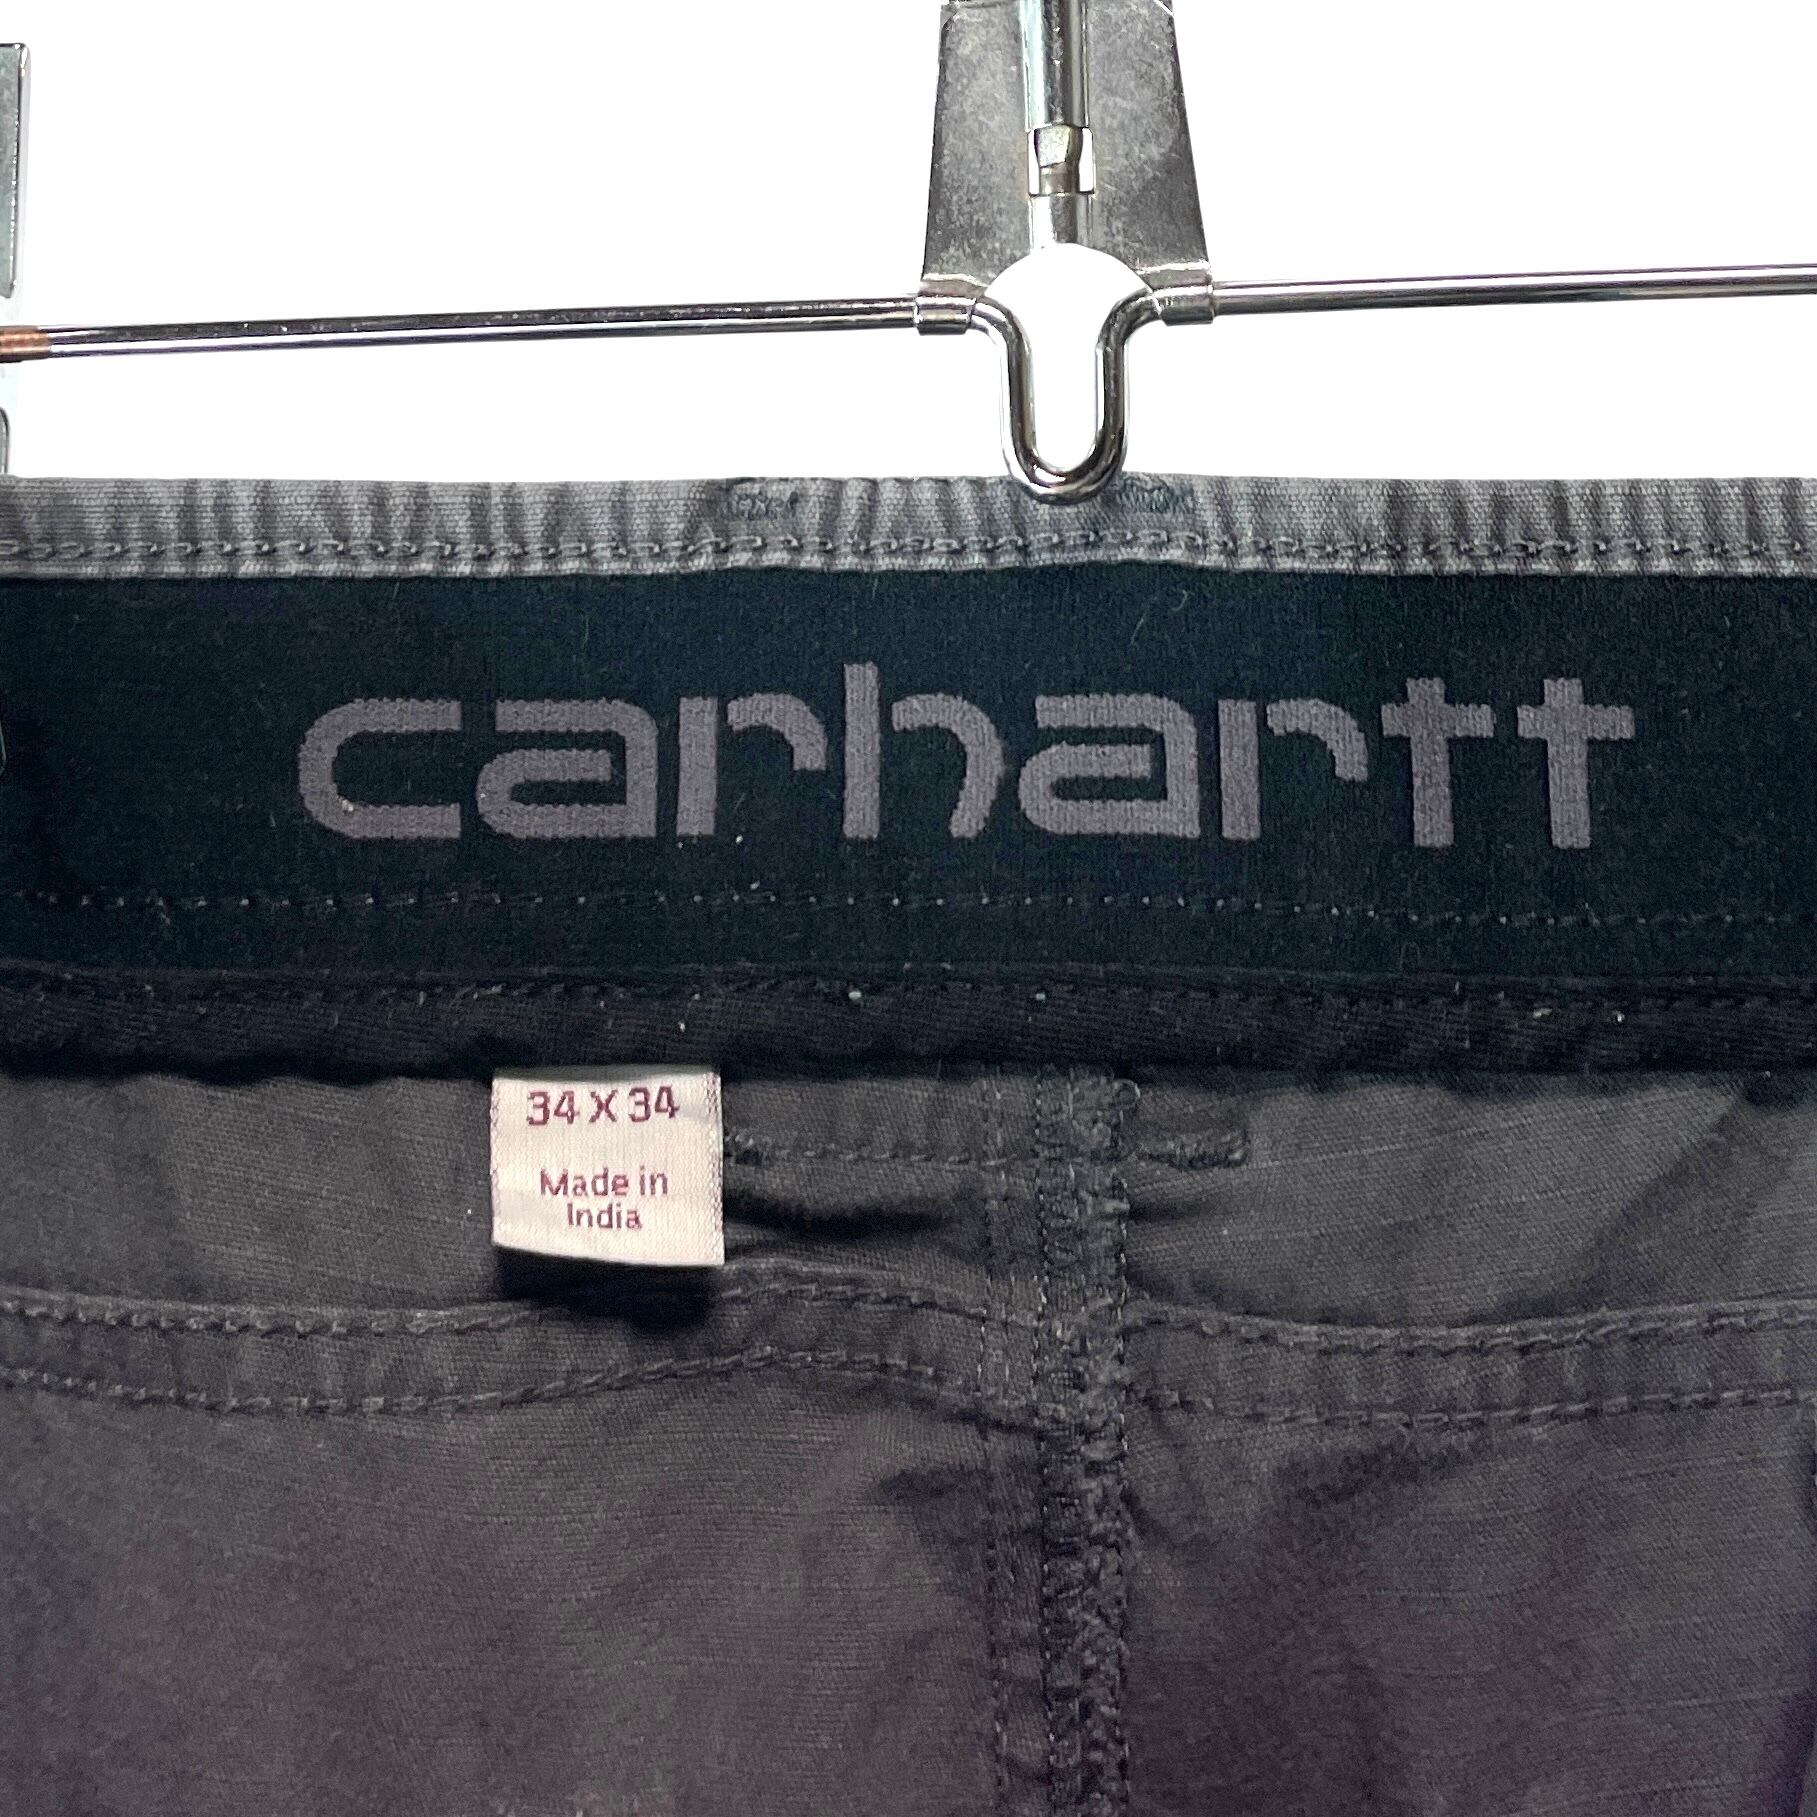 carhartt
34 X 34
Made in
India